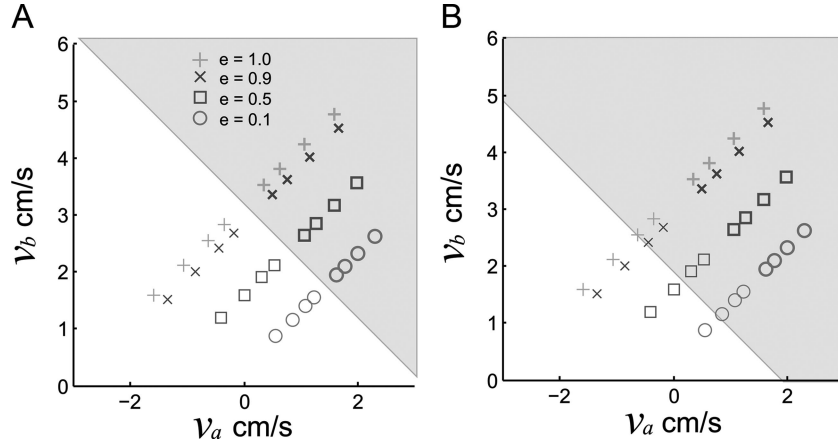 A
6
5
4
3
2
1
0
v_b cm/s
+ e = 1.0
× e = 0.9
□ e = 0.5
○ e = 0.1
−2 0 2
v_a cm/s
B
6
5
4
3
2
1
0
v_b cm/s
−2 0 2
v_a cm/s